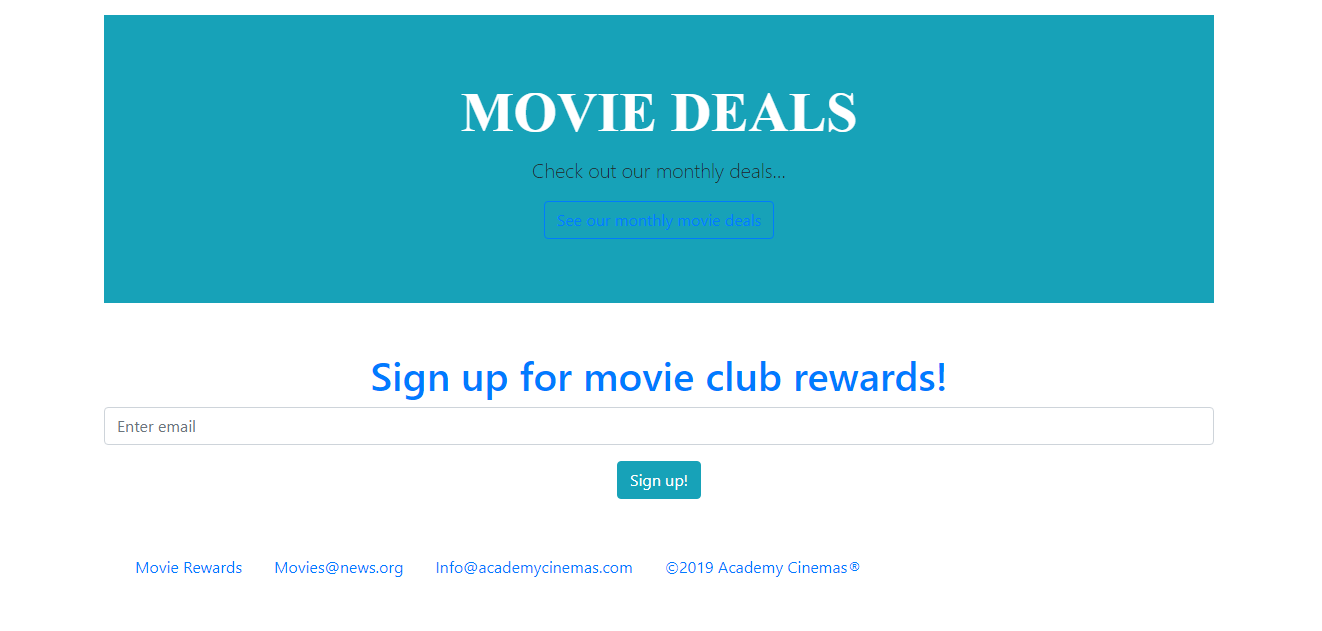 MOVIE DEALS
Check out our monthly deals...
See our monthly movie deals
Sign up for movie club rewards!
Enter email
Sign up!
Movie Rewards Movies@news.org Info@academycinemas.com ©2019 Academy Cinemas®